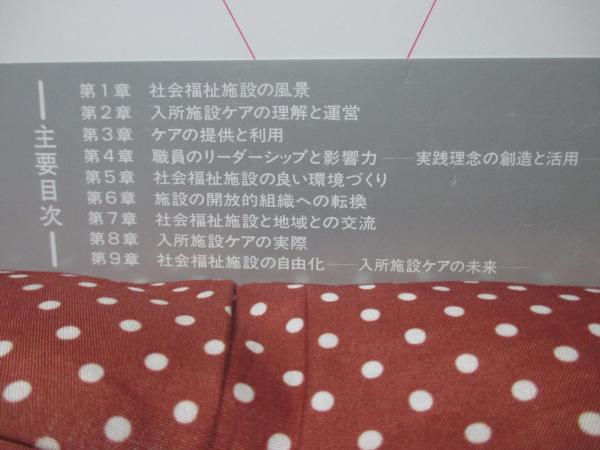 主要目次
第1章 社会福祉施設の風景
第2章 入所施設ケアの理解と運営
第3章 ケアの提供と利用
第4章 職員のリーダーシップと影響力――実践理念の創造と活用―
第5章 社会福祉施設の良い環境づくり
第6章 施設の開放的組織への転換
第7章 社会福祉施設と地域との交流
第8章 入所施設ケアの実際
第9章 社会福祉施設の自由化――入所施設ケアの未来――